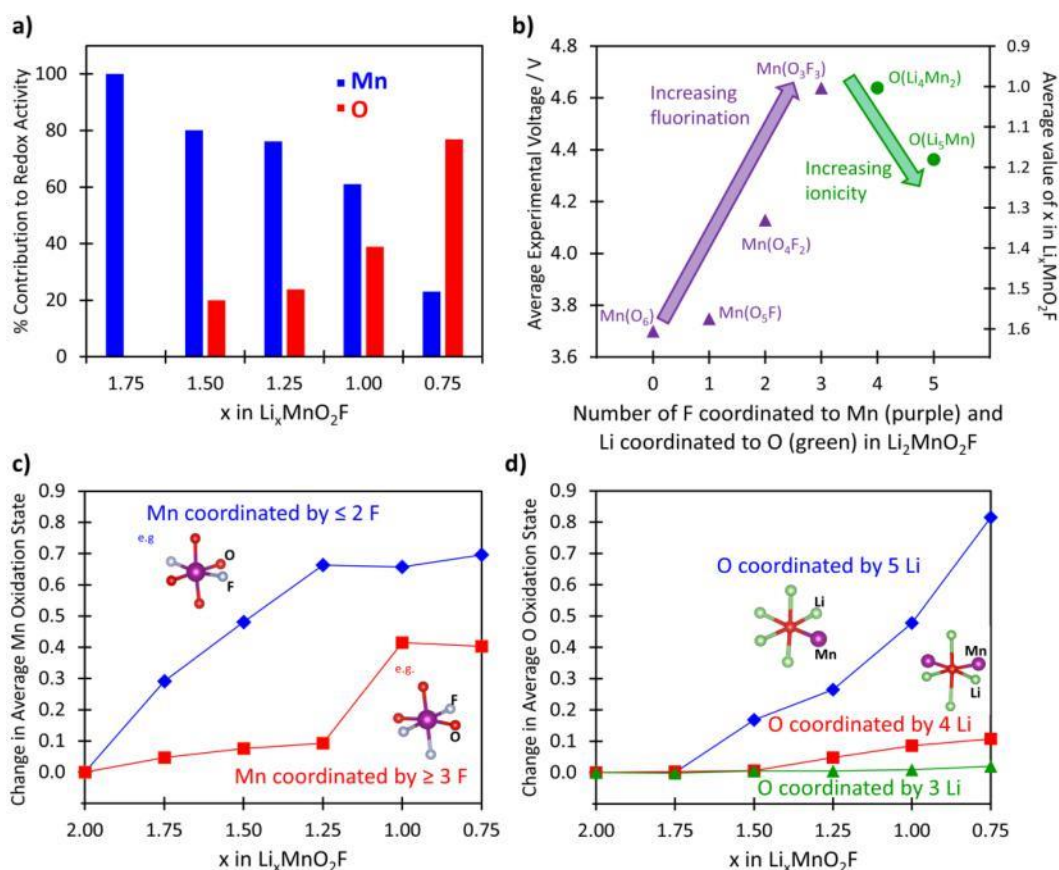 a)
% Contribution to Redox Activity
100
80
60
40
20
0
Mn
O
1.75
1.50
1.25
1.00
0.75
x in LiₓMnO₂F
b)
Average Experimental Voltage / V
4.8
4.6
4.4
4.2
4.0
3.8
3.6
Increasing
fluorination
Mn(O₃F₃)
O(Li₄Mn₂)
O(Li₅Mn)
Increasing
ionicity
Mn(O₄F₂)
Mn(O₆)
Mn(O₅F)
0.9
1.0
1.1
1.2
1.3
1.4
1.5
1.6
Average value of x in LiₓMnO₂F
0
1
2
3
4
5
Number of F coordinated to Mn (purple) and
Li coordinated to O (green) in Li₂MnO₂F
c)
Change in Average Mn Oxidation State
0.9
0.8
0.7
0.6
0.5
0.4
0.3
0.2
0.1
0.0
Mn coordinated by ≤ 2 F
e.g
O
F
e.g.
F
O
Mn coordinated by ≥ 3 F
2.00
1.75
1.50
1.25
1.00
0.75
x in LiₓMnO₂F
d)
Change in Average O Oxidation State
0.9
0.8
0.7
0.6
0.5
0.4
0.3
0.2
0.1
0.0
O coordinated by 5 Li
Li
Mn
Mn
Li
O coordinated by 4 Li
O coordinated by 3 Li
2.00
1.75
1.50
1.25
1.00
0.75
x in LiₓMnO₂F